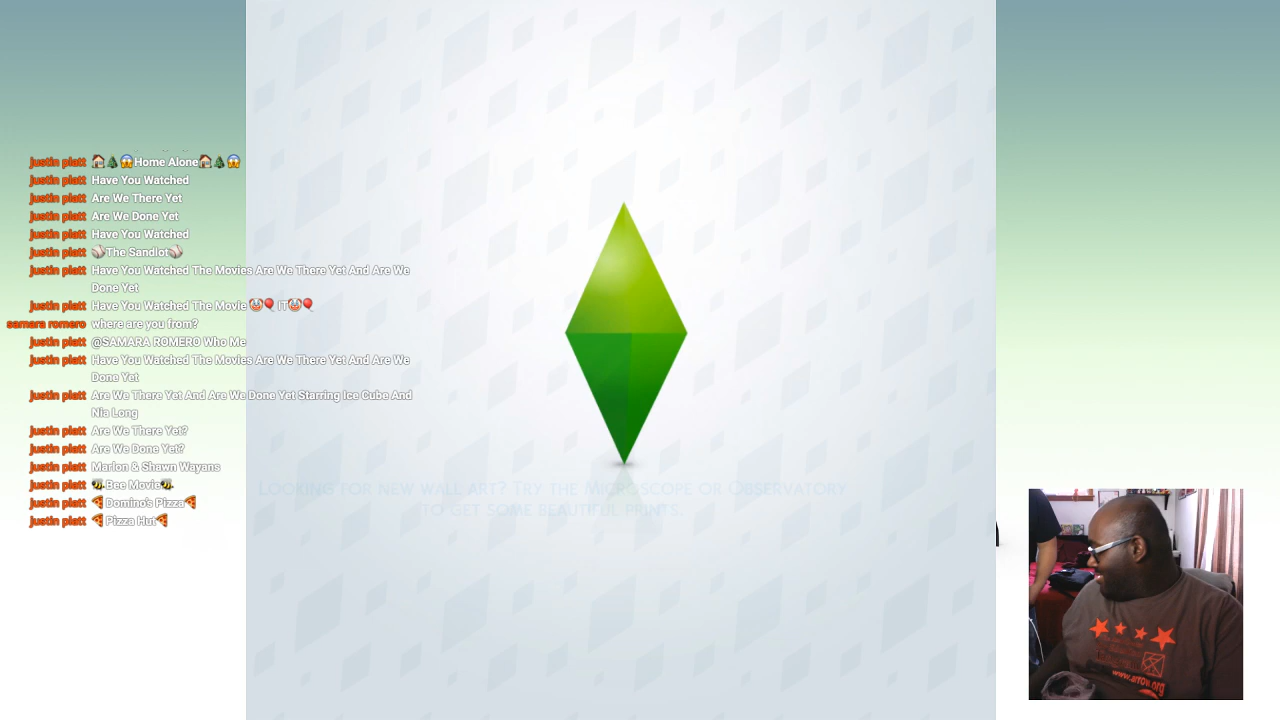 justin platt 🏠🎄😱Home Alone🏠🎄😱
justin platt Have You Watched
justin platt Are We There Yet
justin platt Are We Done Yet
justin platt Have You Watched
justin platt ⚾The Sandlot⚾
justin platt Have You Watched The Movies Are We There Yet And Are We
Done Yet
justin platt Have You Watched The Movie 🤡🎈 IT🤡🎈
samara romero where are you from?
justin platt @SAMARA ROMERO Who Me
justin platt Have You Watched The Movies Are We There Yet And Are We
Done Yet
justin platt Are We There Yet And Are We Done Yet Starring Ice Cube And
Nia Long
justin platt Are We There Yet?
justin platt Are We Done Yet?
justin platt Marlon & Shawn Wayans
justin platt 🐝Bee Movie🐝
justin platt 🍕Domino's Pizza🍕
justin platt 🍕Pizza Hut🍕
Looking for new wall art? Try the Microscope or Observatory
to get some beautiful prints.